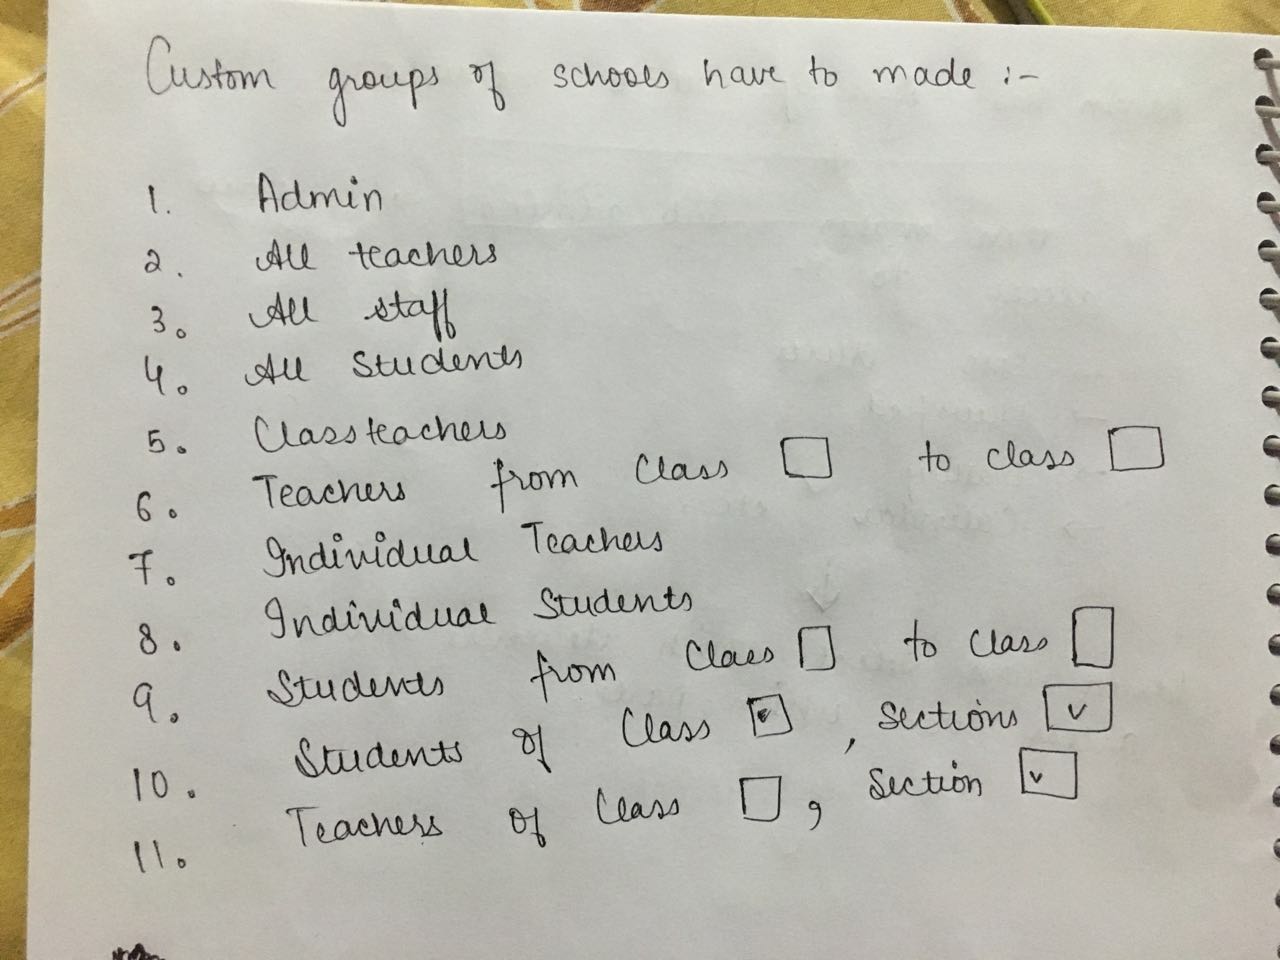 Custom groups of schools have to made :-
1. Admin
2. All teachers
3. All staff
4. All Students
5. Classteachers
6. Teachers from Class ☐ to class ☐
7. Individual Teachers
8. Individual Students
9. Students from Class ☐ to Class ☐
10. Students of Class ☑, Sections ☑
11. Teachers of Class ☐, Section ☑